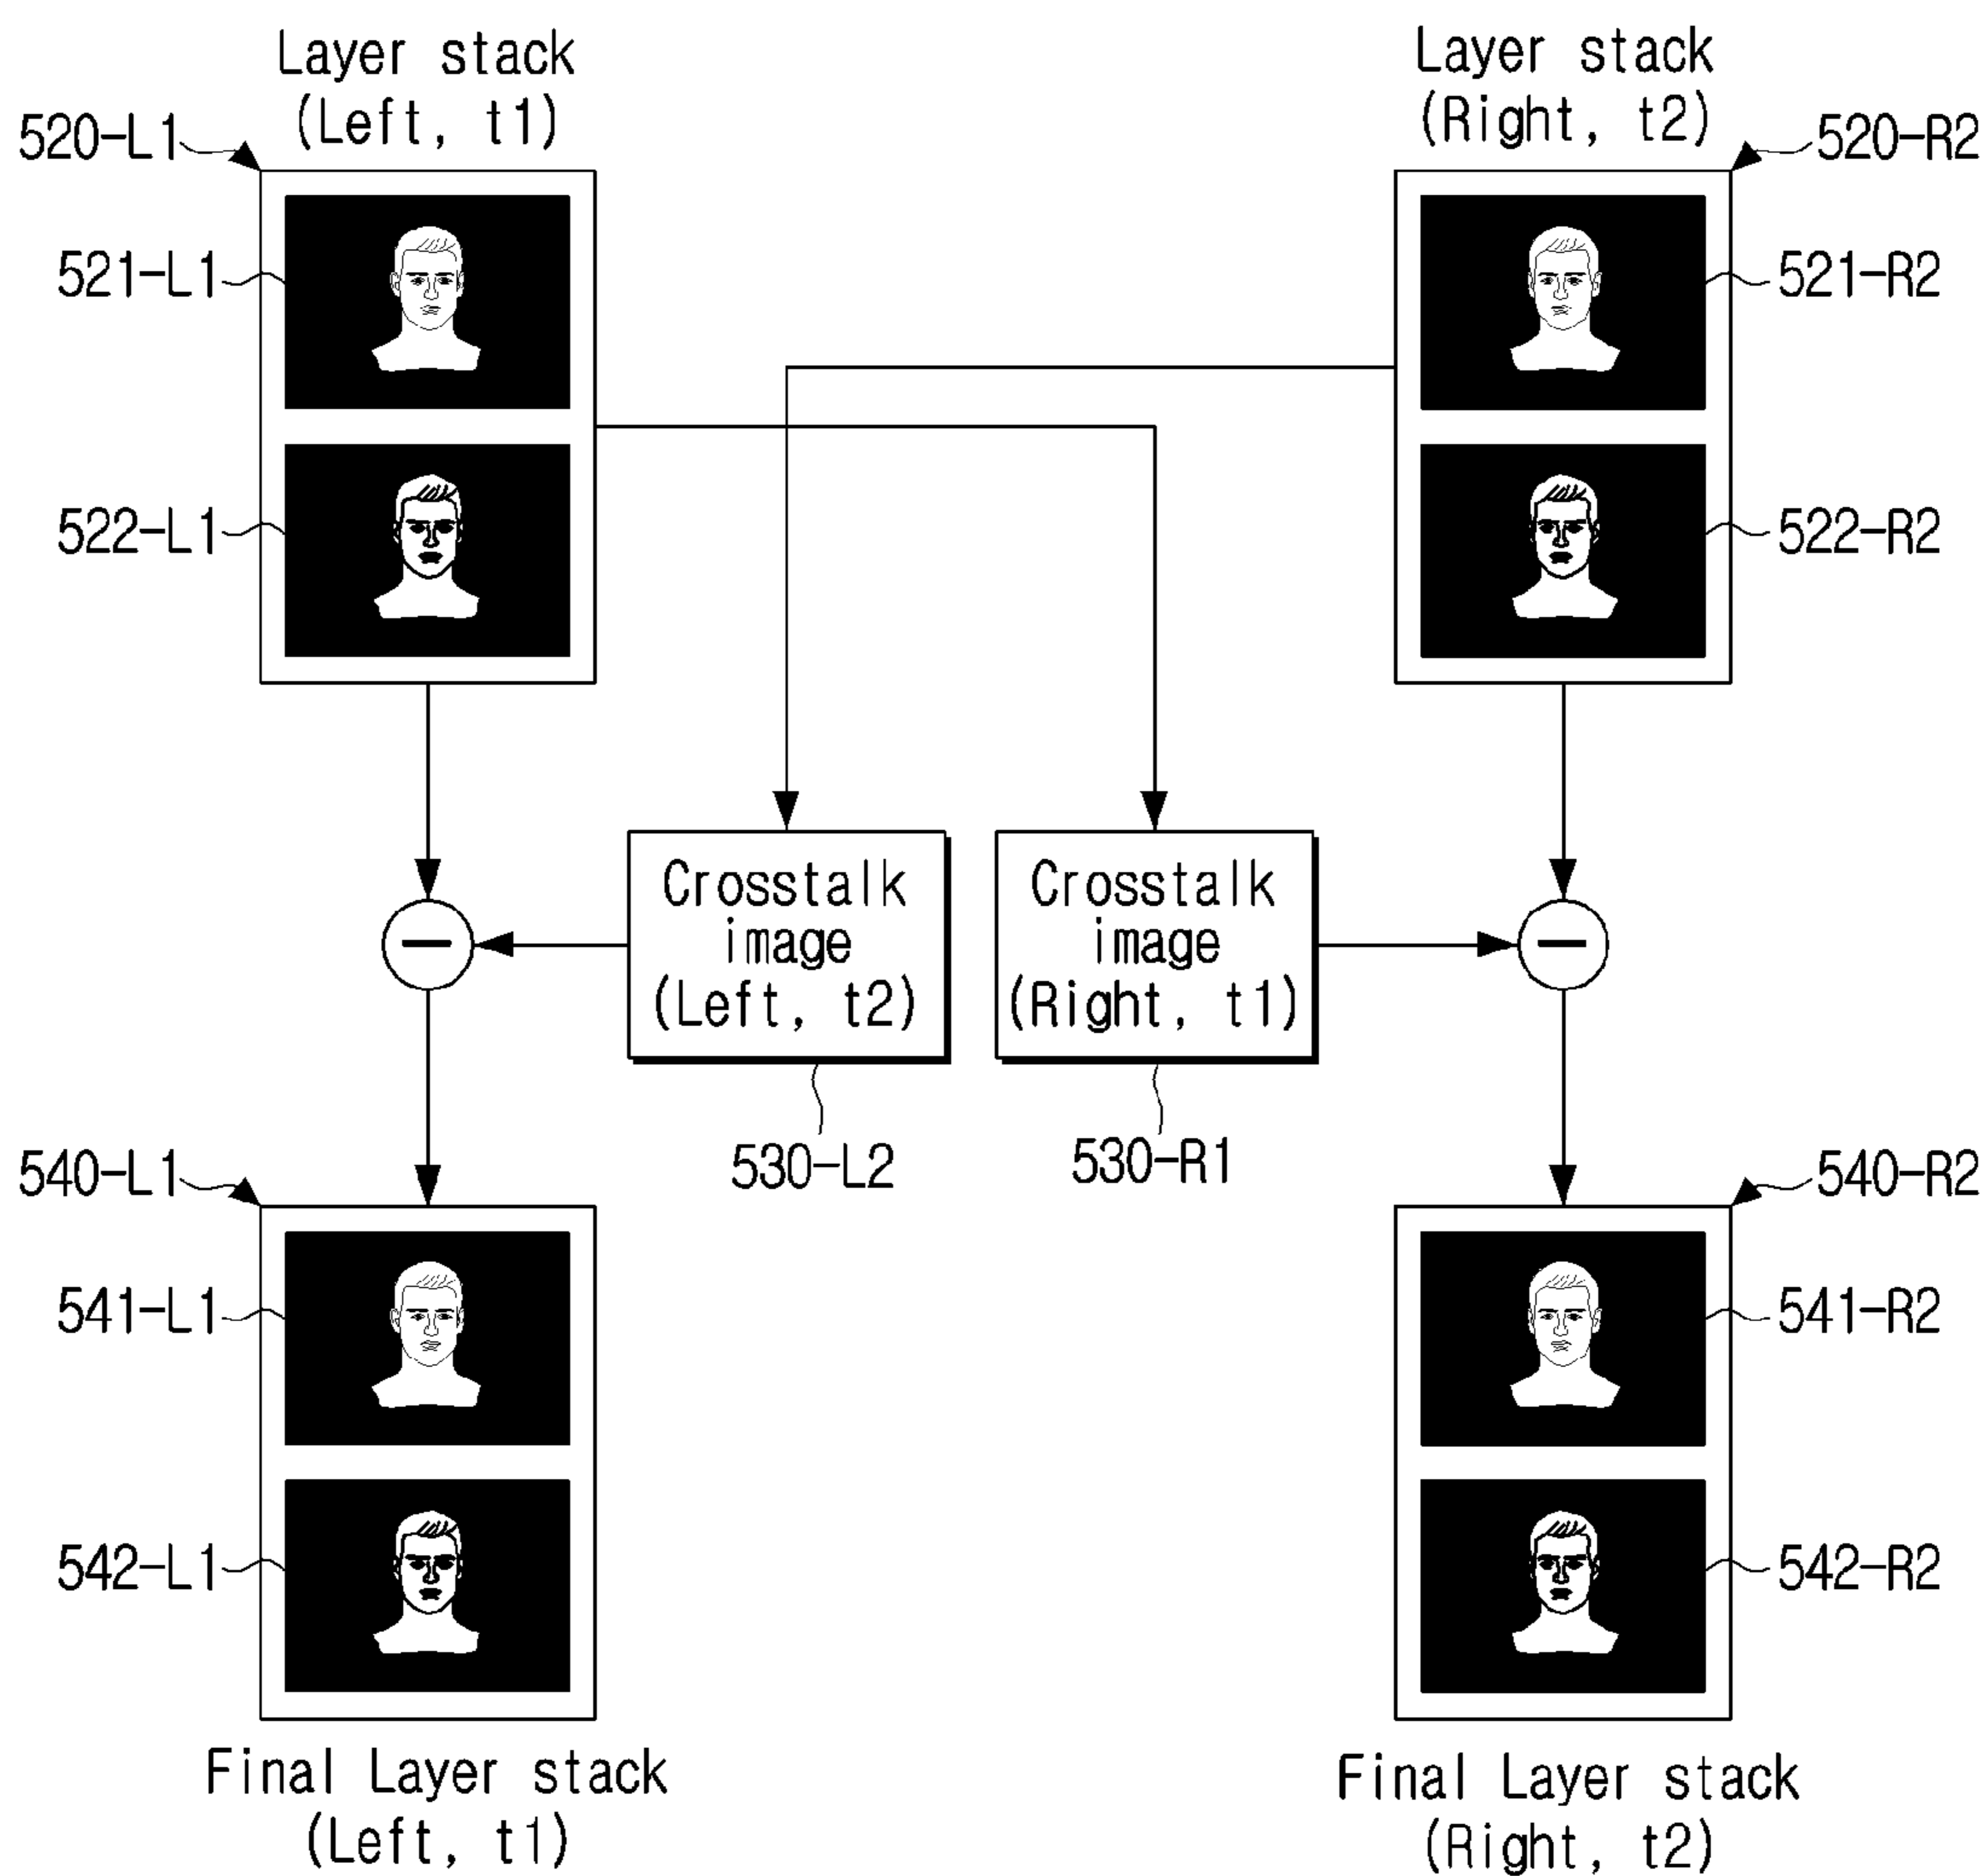 Layer stack
(Left, t1)
Layer stack
(Right, t2)
520-L1
520-R2
521-L1
521-R2
522-L1
522-R2
Crosstalk
image
(Left, t2)
Crosstalk
image
(Right, t1)
530-L2
530-R1
540-L1
540-R2
541-L1
541-R2
542-L1
542-R2
Final Layer stack
(Left, t1)
Final Layer stack
(Right, t2)